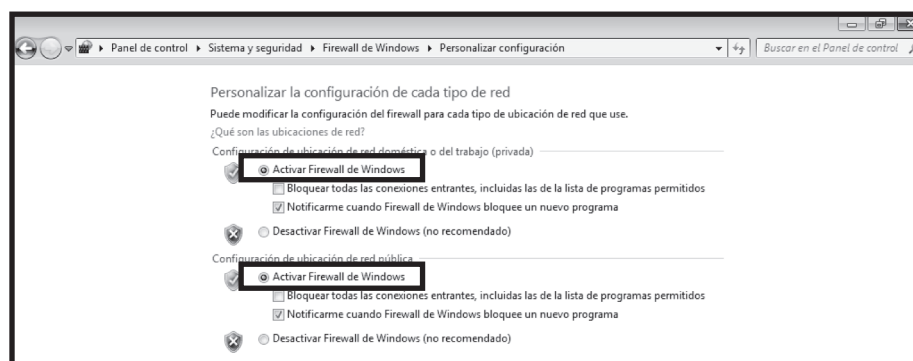 Panel de control Sistema y seguridad Firewall de Windows Personalizar configuración Buscar en el Panel de control
Personalizar la configuración de cada tipo de red
Puede modificar la configuración del firewall para cada tipo de ubicación de red que use.
¿Qué son las ubicaciones de red?
Configuración de ubicación de red doméstica o del trabajo (privada)
Activar Firewall de Windows
Bloquear todas las conexiones entrantes, incluidas las de la lista de programas permitidos
Notificarme cuando Firewall de Windows bloquee un nuevo programa
Desactivar Firewall de Windows (no recomendado)
Configuración de ubicación de red pública
Activar Firewall de Windows
Bloquear todas las conexiones entrantes, incluidas las de la lista de programas permitidos
Notificarme cuando Firewall de Windows bloquee un nuevo programa
Desactivar Firewall de Windows (no recomendado)